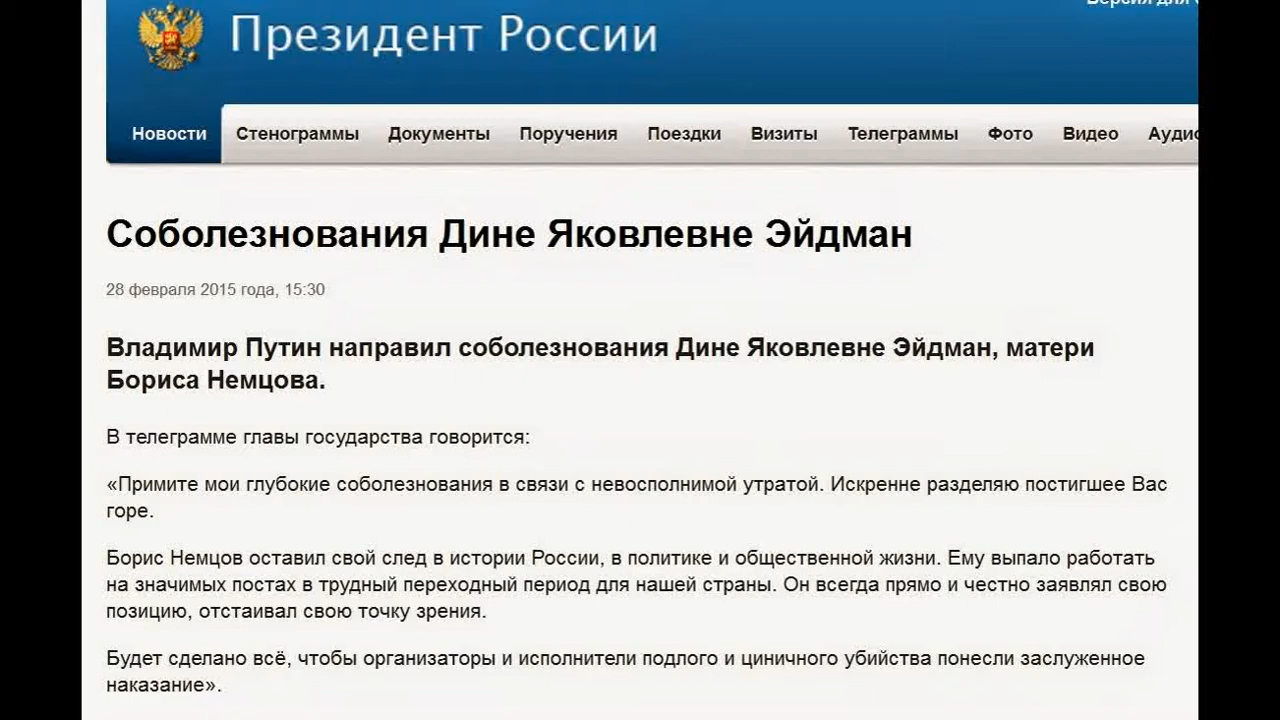 Версия для
Президент России
Новости Стенограммы Документы Поручения Поездки Визиты Телеграммы Фото Видео Аудио
Соболезнования Дине Яковлевне Эйдман
28 февраля 2015 года, 15:30
Владимир Путин направил соболезнования Дине Яковлевне Эйдман, матери
Бориса Немцова.
В телеграмме главы государства говорится:
«Примите мои глубокие соболезнования в связи с невосполнимой утратой. Искренне разделяю постигшее Вас
горе.
Борис Немцов оставил свой след в истории России, в политике и общественной жизни. Ему выпало работать
на значимых постах в трудный переходный период для нашей страны. Он всегда прямо и честно заявлял свою
позицию, отстаивал свою точку зрения.
Будет сделано всё, чтобы организаторы и исполнители подлого и циничного убийства понесли заслуженное
наказание».